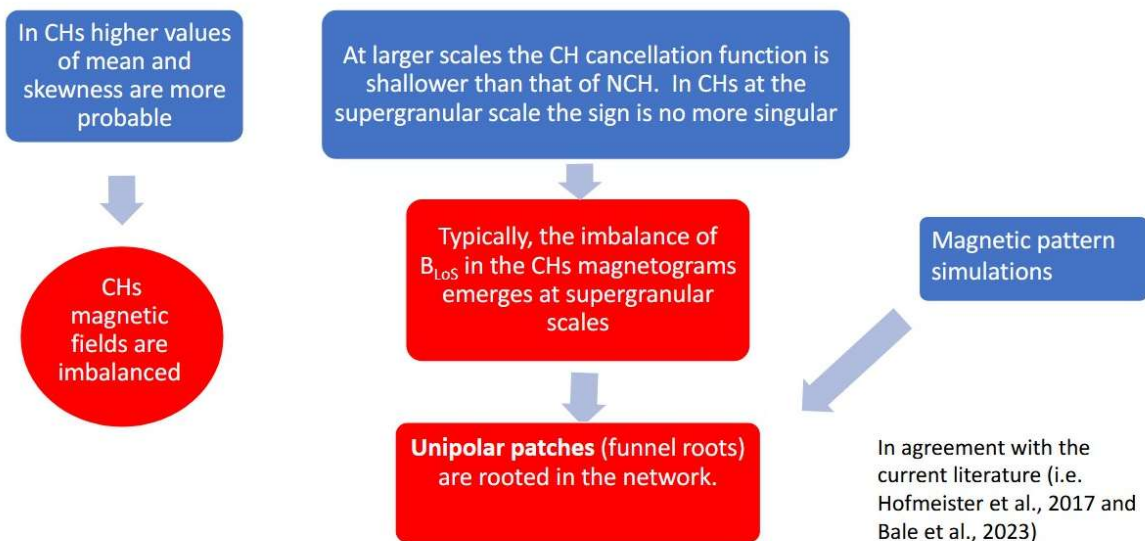 In CHs higher values
of mean and
skewness are more
probable
At larger scales the CH cancellation function is
shallower than that of NCH. In CHs at the
supergranular scale the sign is no more singular
CHs
magnetic
fields are
imbalanced
Typically, the imbalance of
B_LoS in the CHs magnetograms
emerges at supergranular
scales
Magnetic pattern
simulations
Unipolar patches (funnel roots)
are rooted in the network.
In agreement with the
current literature (i.e.
Hofmeister et al., 2017 and
Bale et al., 2023)